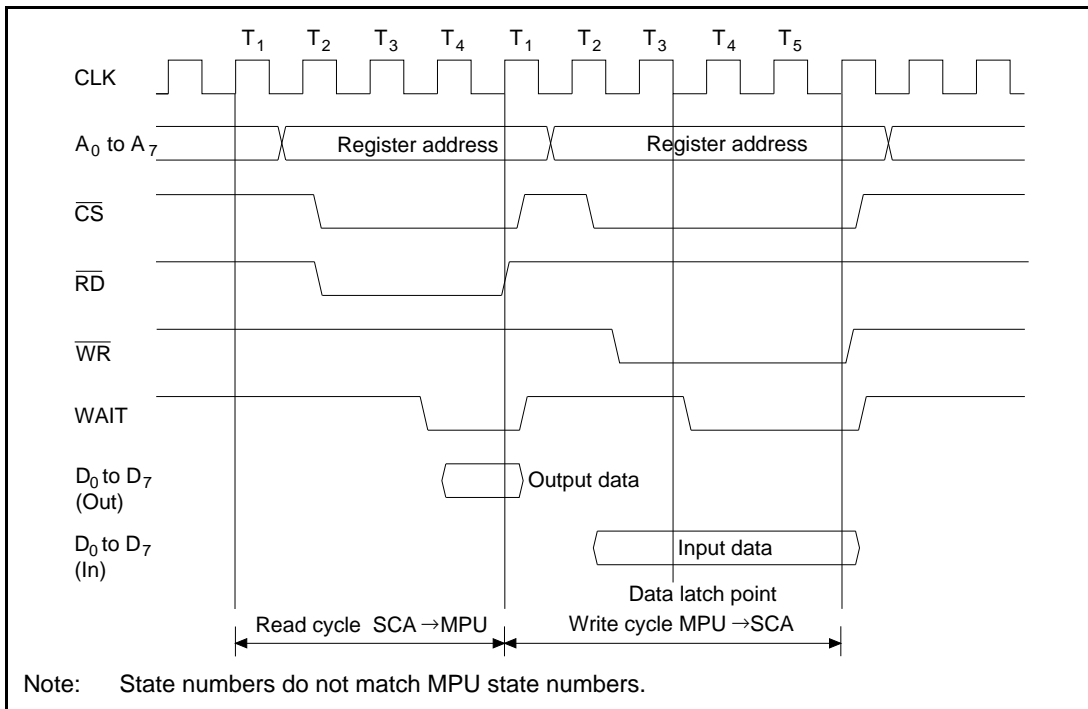 T1 T2 T3 T4 T1 T2 T3 T4 T5
CLK
A0 to A7 Register address Register address
CS
RD
WR
WAIT
D0 to D7 Output data
(Out)
D0 to D7 Input data
(In)
Data latch point
Read cycle SCA→MPU Write cycle MPU→SCA
Note: State numbers do not match MPU state numbers.